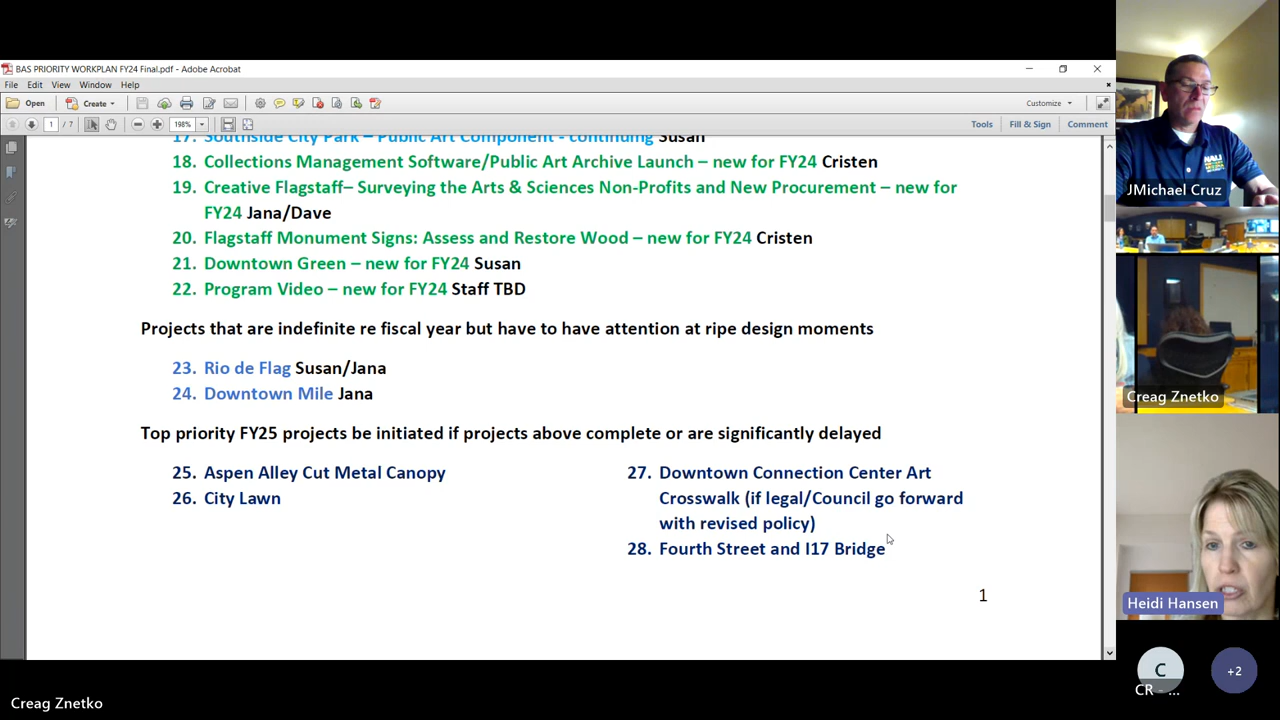 BAS PRIORITY WORKPLAN FY24 Final.pdf - Adobe Acrobat
File Edit View Window Help
Open Create Customize
1 / 7 198% Tools Fill & Sign Comment
17. Southside City Park – Public Art Component - continuing Susan
18. Collections Management Software/Public Art Archive Launch – new for FY24 Cristen
19. Creative Flagstaff– Surveying the Arts & Sciences Non-Profits and New Procurement – new for
FY24 Jana/Dave
20. Flagstaff Monument Signs: Assess and Restore Wood – new for FY24 Cristen
21. Downtown Green – new for FY24 Susan
22. Program Video – new for FY24 Staff TBD
Projects that are indefinite re fiscal year but have to have attention at ripe design moments
23. Rio de Flag Susan/Jana
24. Downtown Mile Jana
Top priority FY25 projects be initiated if projects above complete or are significantly delayed
25. Aspen Alley Cut Metal Canopy
26. City Lawn
27. Downtown Connection Center Art
Crosswalk (if legal/Council go forward
with revised policy)
28. Fourth Street and I17 Bridge
1
JMichael Cruz
Creag Znetko
Heidi Hansen
C
CR - ...
+2
Creag Znetko